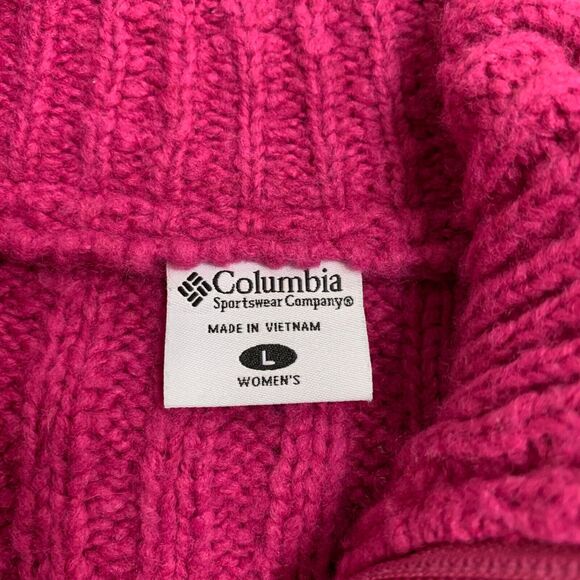 Columbia
Sportswear Company®
MADE IN VIETNAM
L
WOMEN'S